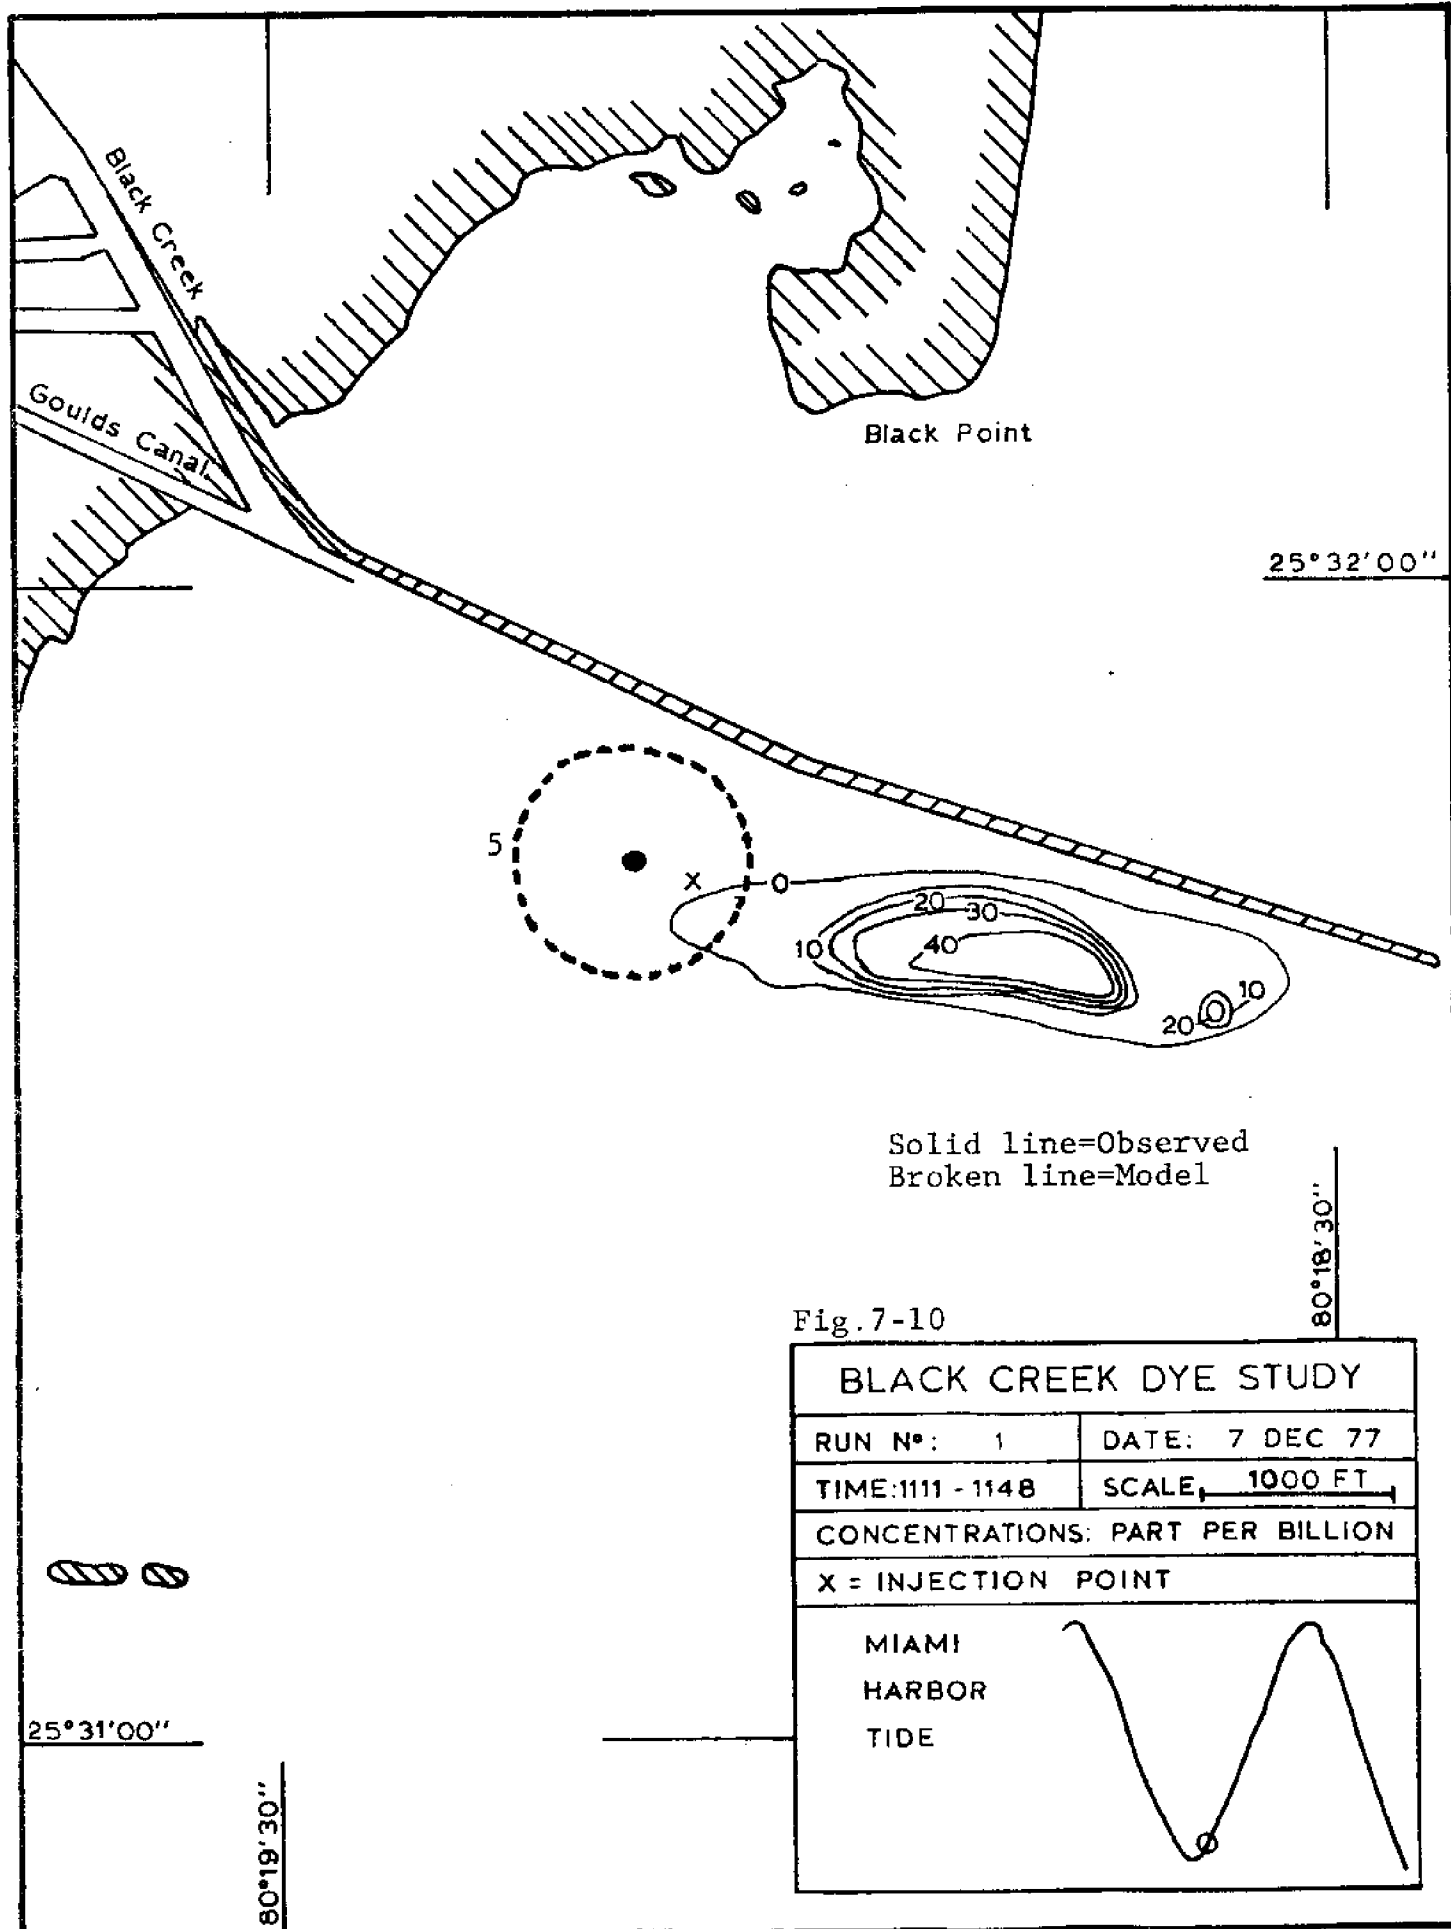 Black Creek
Goulds Canal
Black Point
25°32'00"
5
X
0
20
30
10
40
10
20
Solid line=Observed
Broken line=Model
80°18'30"
Fig.7-10
BLACK CREEK DYE STUDY
RUN Nº: 1
DATE: 7 DEC 77
TIME:1111 - 1148
SCALE 1000 FT
CONCENTRATIONS: PART PER BILLION
X = INJECTION POINT
MIAMI
HARBOR
TIDE
25°31'00"
80°19'30"